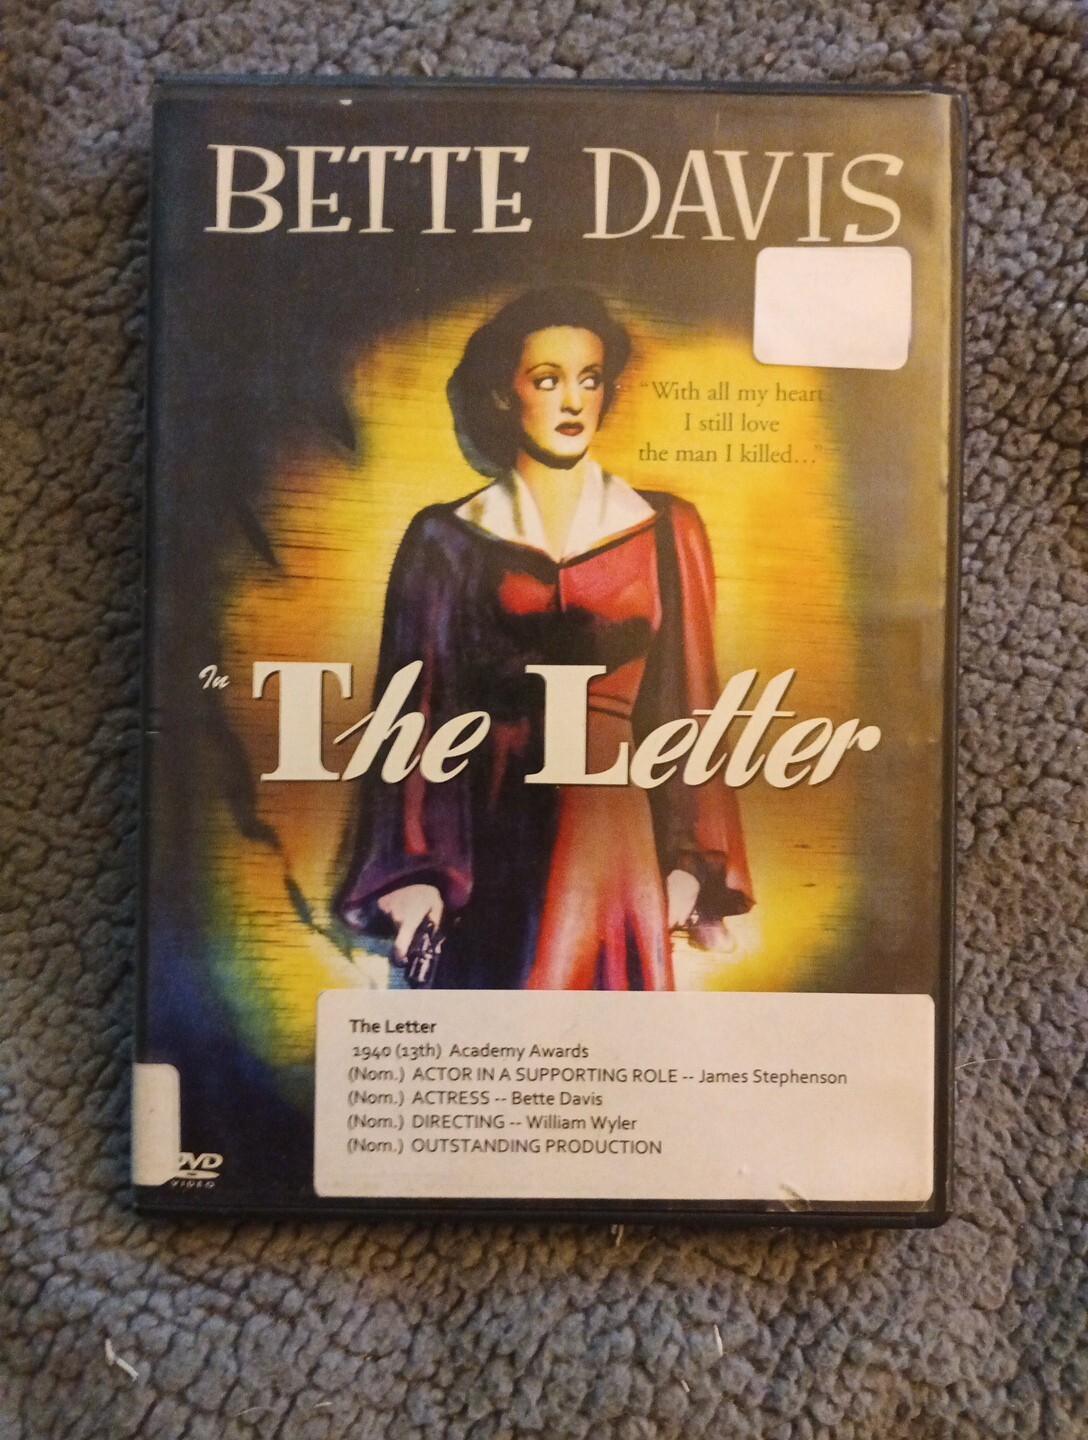 BETTE DAVIS
"With all my heart
I still love
the man I killed..."
In The Letter
The Letter
1940 (13th) Academy Awards
(Nom.) ACTOR IN A SUPPORTING ROLE -- James Stephenson
(Nom.) ACTRESS -- Bette Davis
(Nom.) DIRECTING -- William Wyler
(Nom.) OUTSTANDING PRODUCTION
DVD
VIDEO